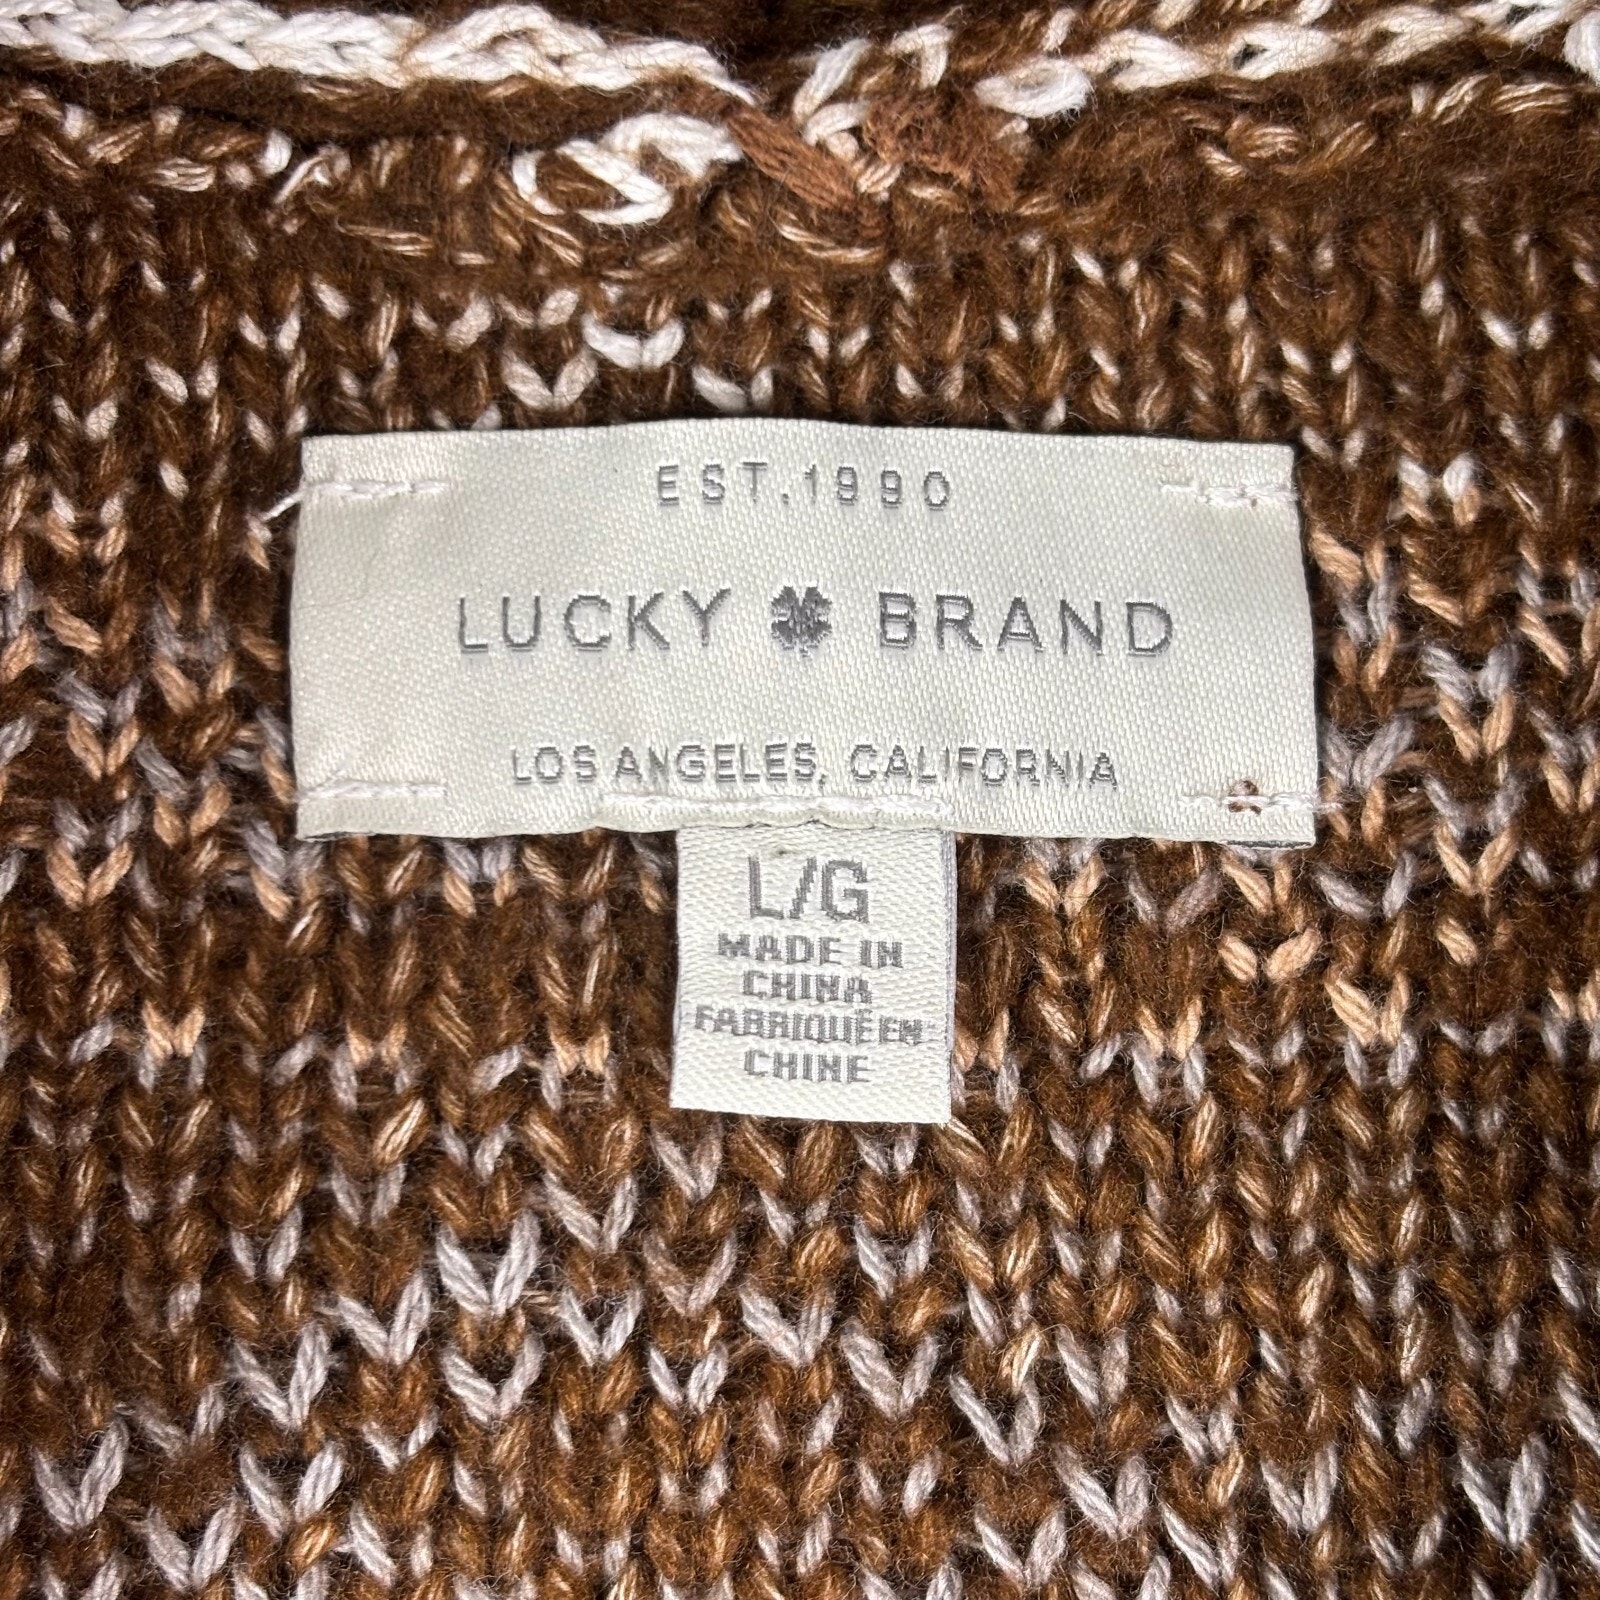 EST.1990
LUCKY BRAND
LOS ANGELES, CALIFORNIA
L/G
MADE IN
CHINA
FABRIQUÉ EN
CHINE